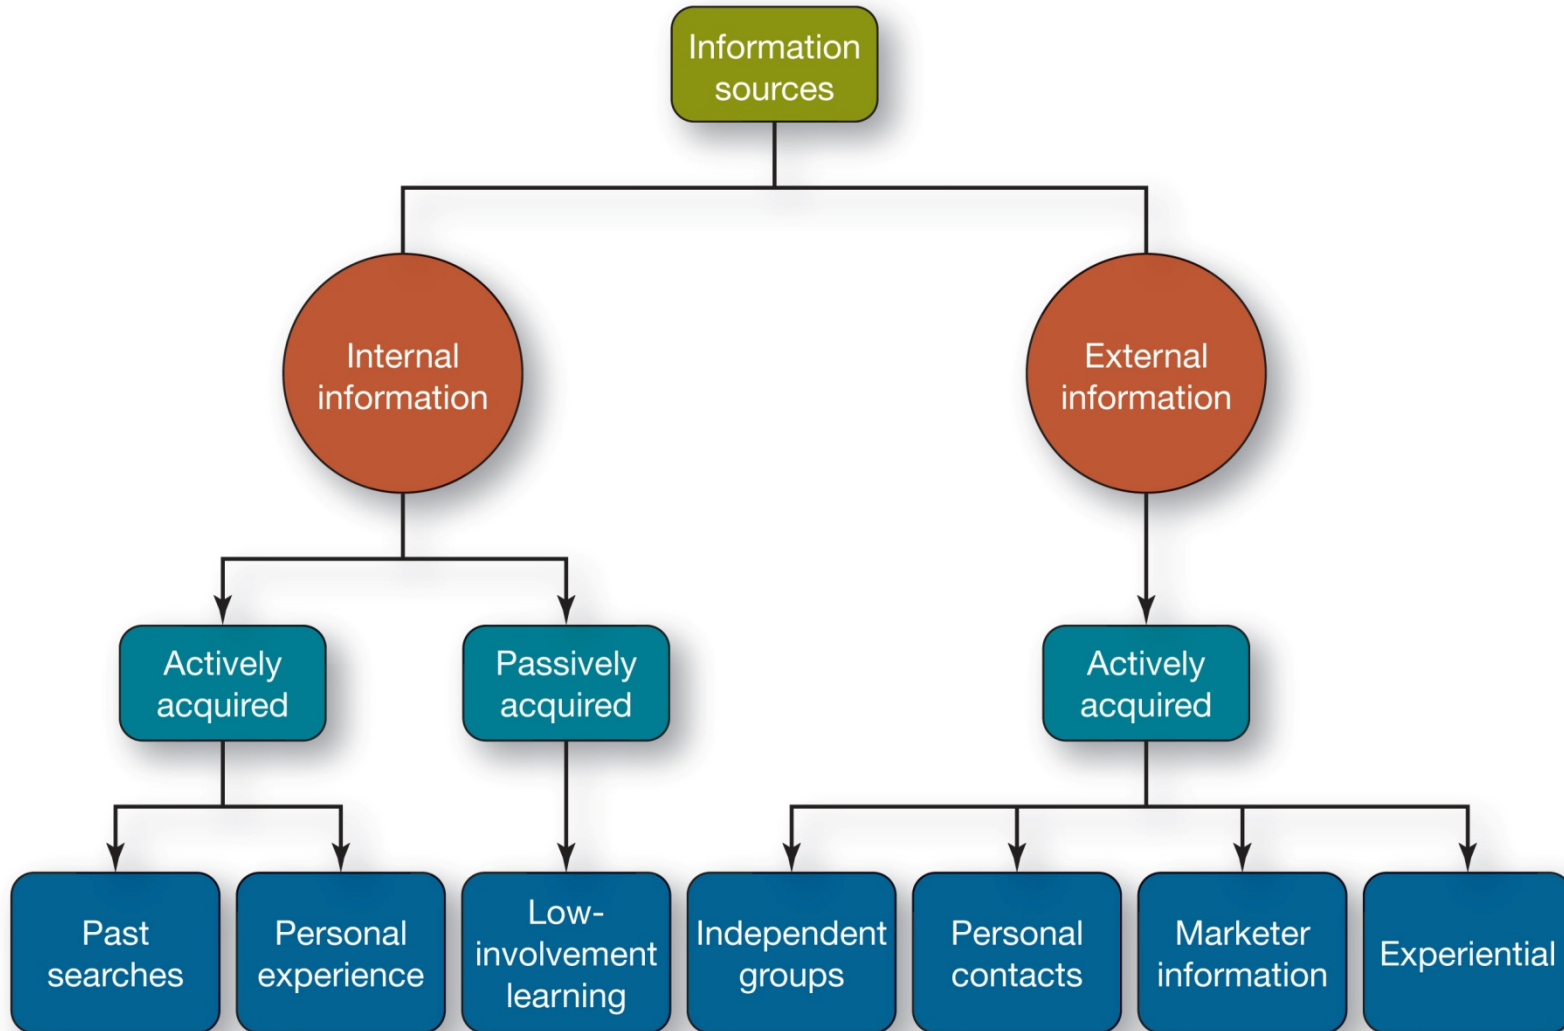 Information
sources
Internal
information
External
information
Actively
acquired
Passively
acquired
Actively
acquired
Past
searches
Personal
experience
Low-
involvement
learning
Independent
groups
Personal
contacts
Marketer
information
Experiential